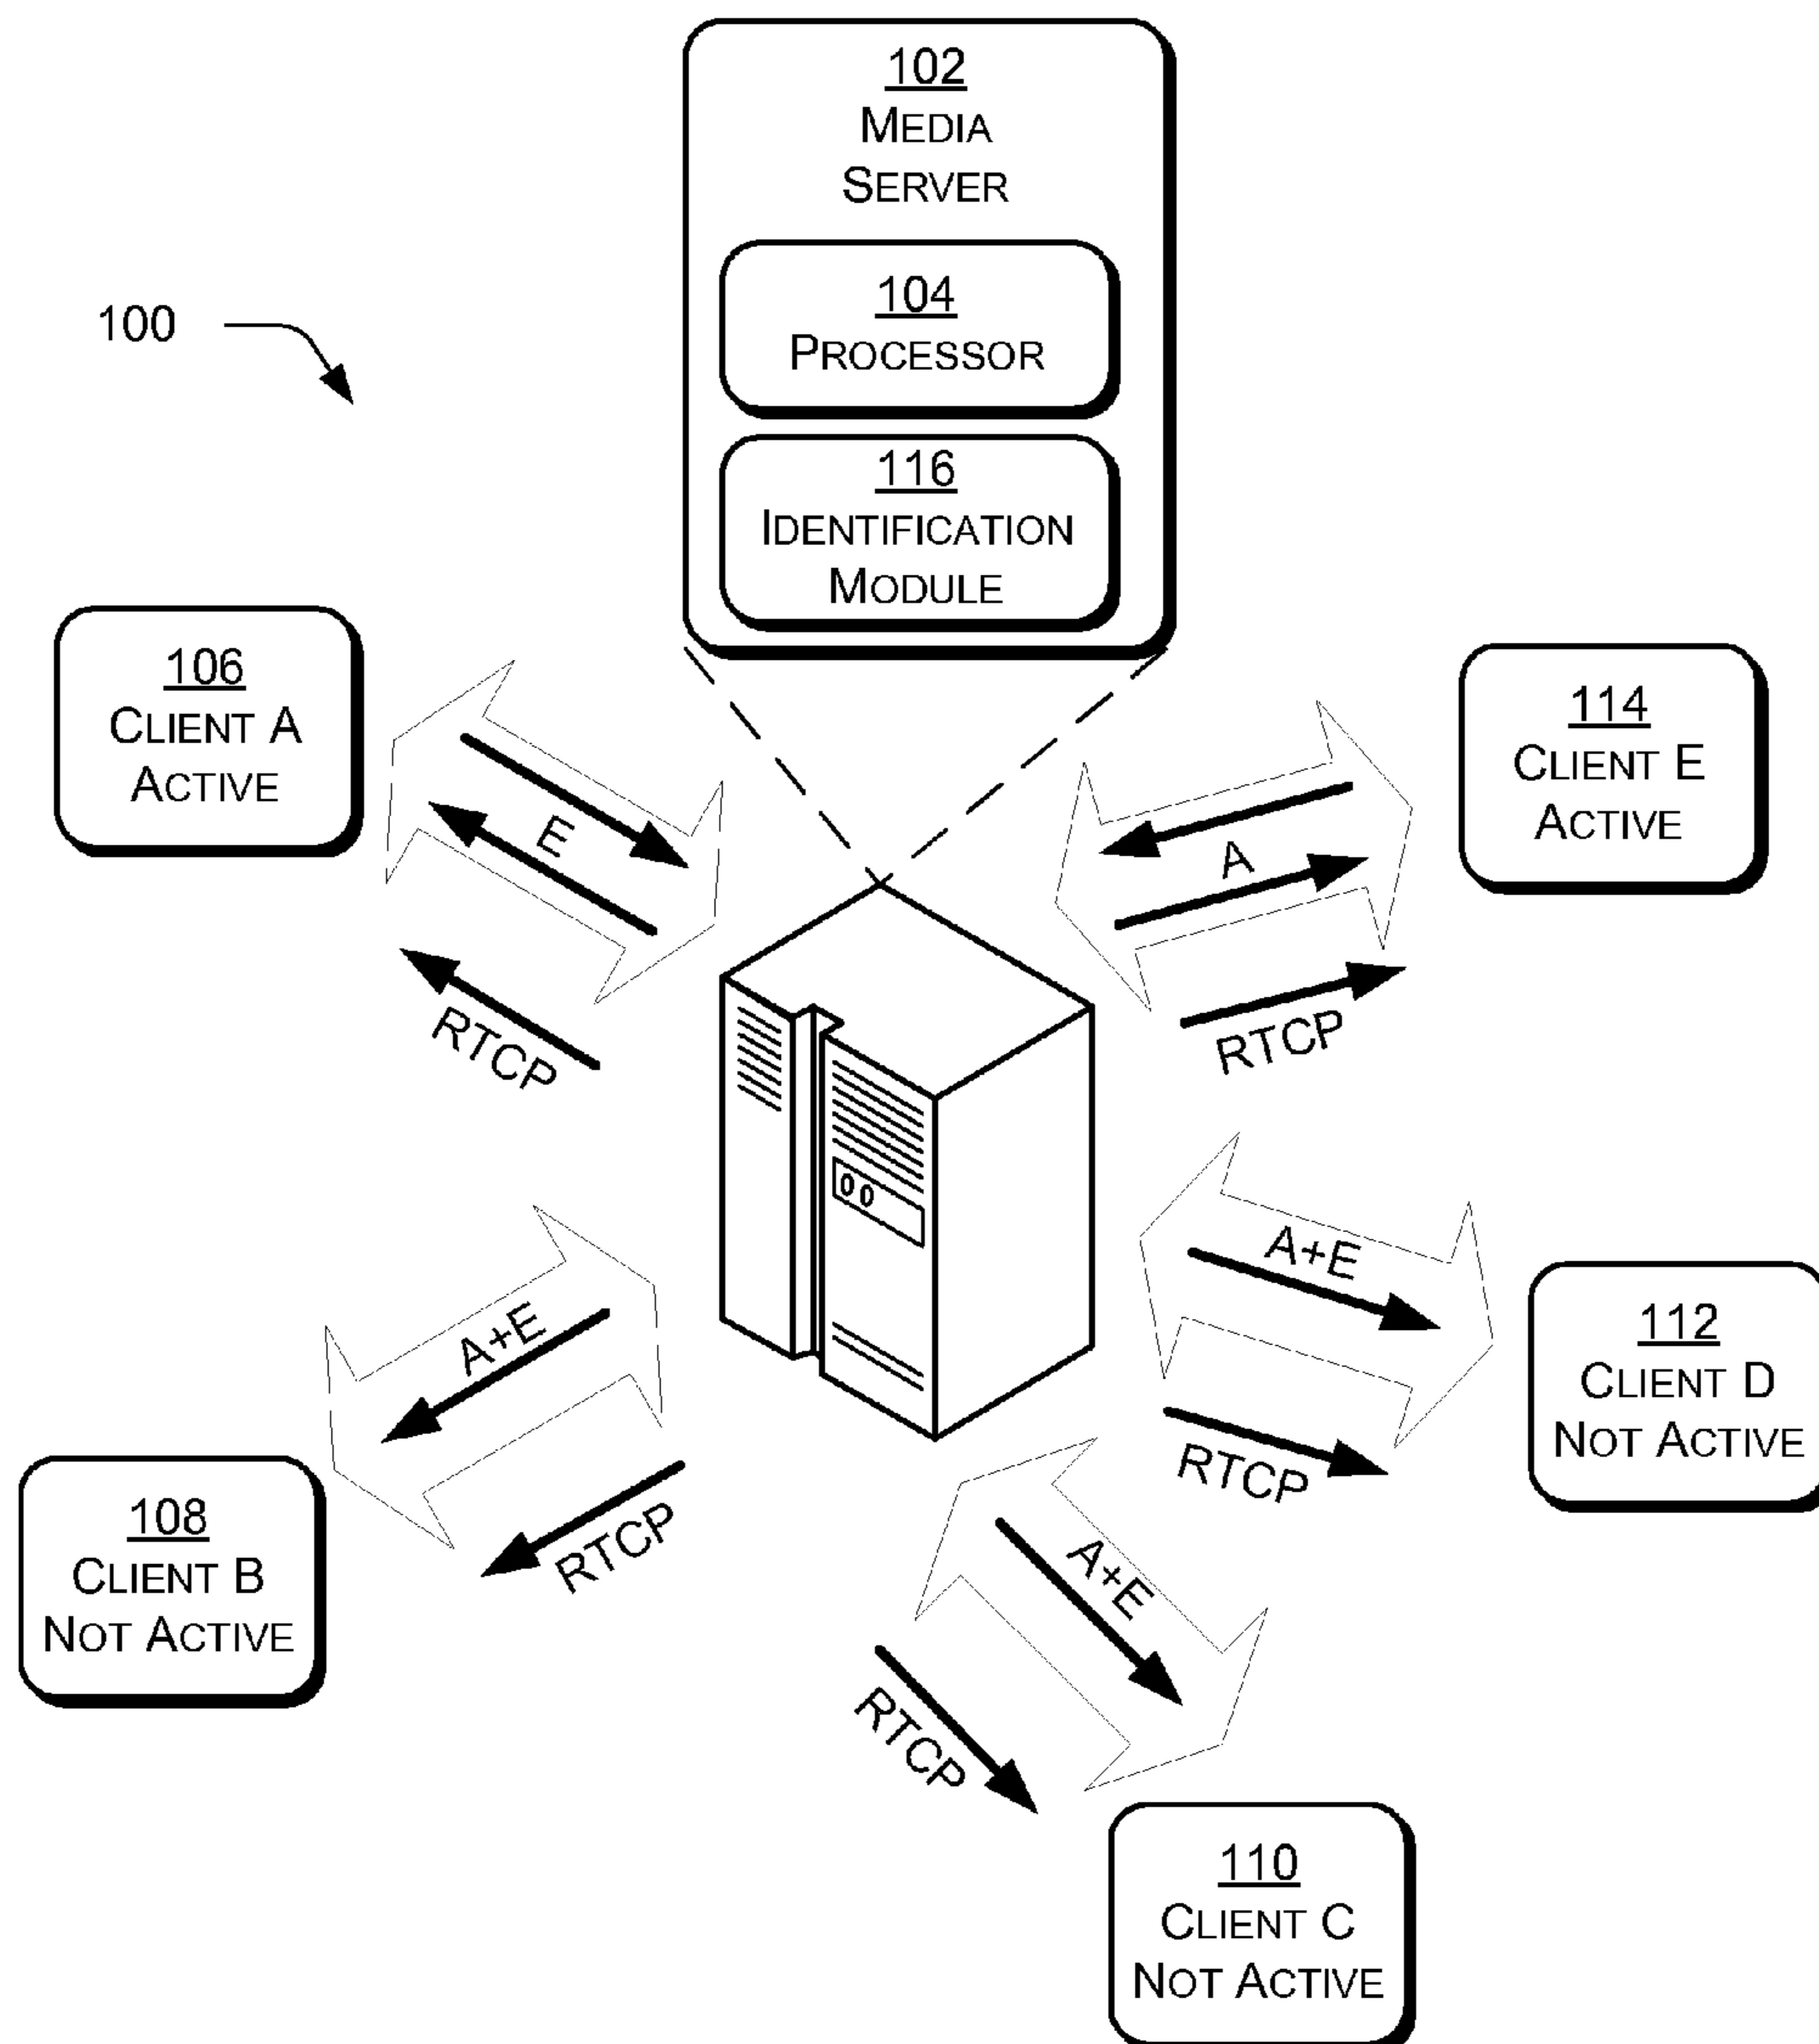 102
MEDIA
SERVER
104
PROCESSOR
100
116
IDENTIFICATION
MODULE
106
CLIENT A
ACTIVE
114
CLIENT E
ACTIVE
E
A
RTCP
RTCP
A+E
A+E
112
CLIENT D
NOT ACTIVE
RTCP
108
CLIENT B
NOT ACTIVE
RTCP
A+E
RTCP
110
CLIENT C
NOT ACTIVE